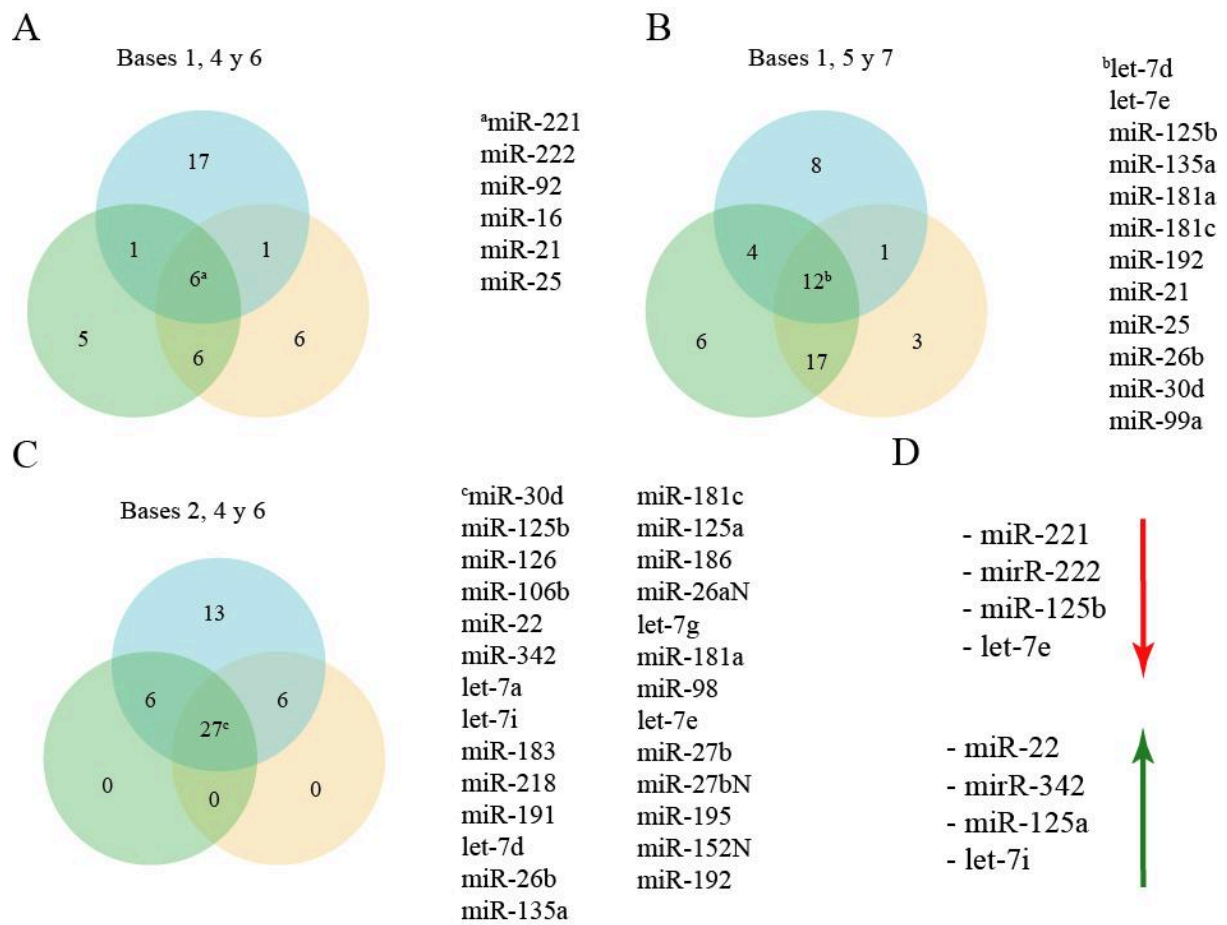 A
Bases 1, 4 y 6
17
1
6ᵃ
1
5
6
6
ᵃmiR-221
miR-222
miR-92
miR-16
miR-21
miR-25
B
Bases 1, 5 y 7
8
4
12ᵇ
1
6
17
3
ᵇlet-7d
let-7e
miR-125b
miR-135a
miR-181a
miR-181c
miR-192
miR-21
miR-25
miR-26b
miR-30d
miR-99a
C
Bases 2, 4 y 6
13
6
27ᶜ
6
0
0
0
ᶜmiR-30d
miR-125b
miR-126
miR-106b
miR-22
miR-342
let-7a
let-7i
miR-183
miR-218
miR-191
let-7d
miR-26b
miR-135a
miR-181c
miR-125a
miR-186
miR-26aN
let-7g
miR-181a
miR-98
let-7e
miR-27b
miR-27bN
miR-195
miR-152N
miR-192
D
- miR-221
- mirR-222
- miR-125b
- let-7e
- miR-22
- mirR-342
- miR-125a
- let-7i